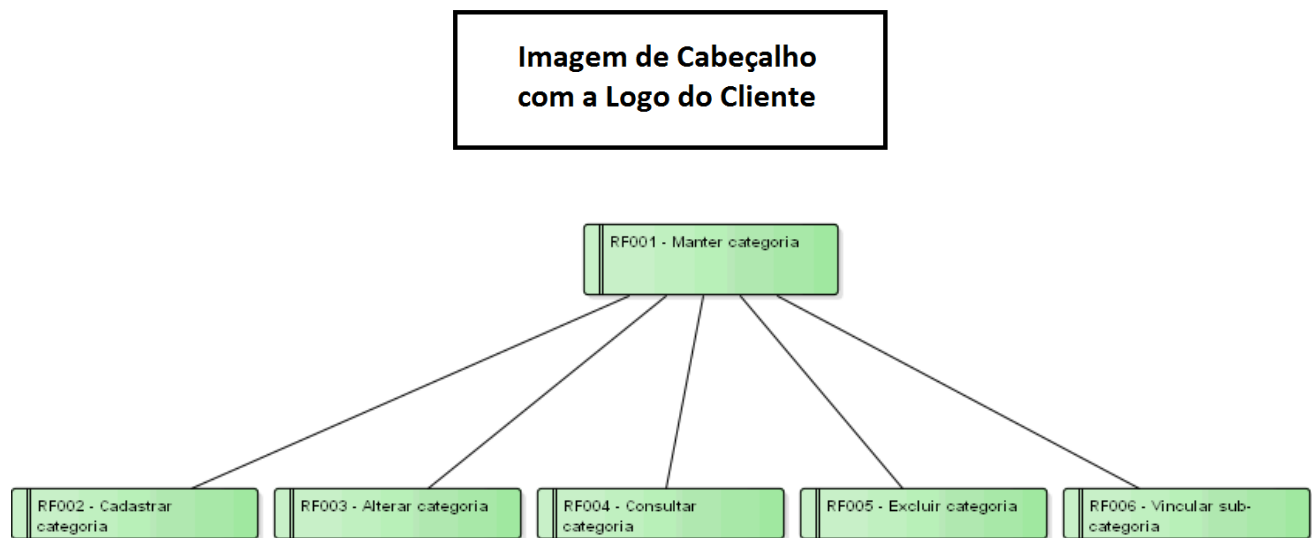 Imagem de Cabeçalho
com a Logo do Cliente
RF001 - Manter categoria
RF002 - Cadastrar
categoria
RF003 - Alterar categoria
RF004 - Consultar
categoria
RF005 - Excluir categoria
RF006 - Vincular sub-
categoria